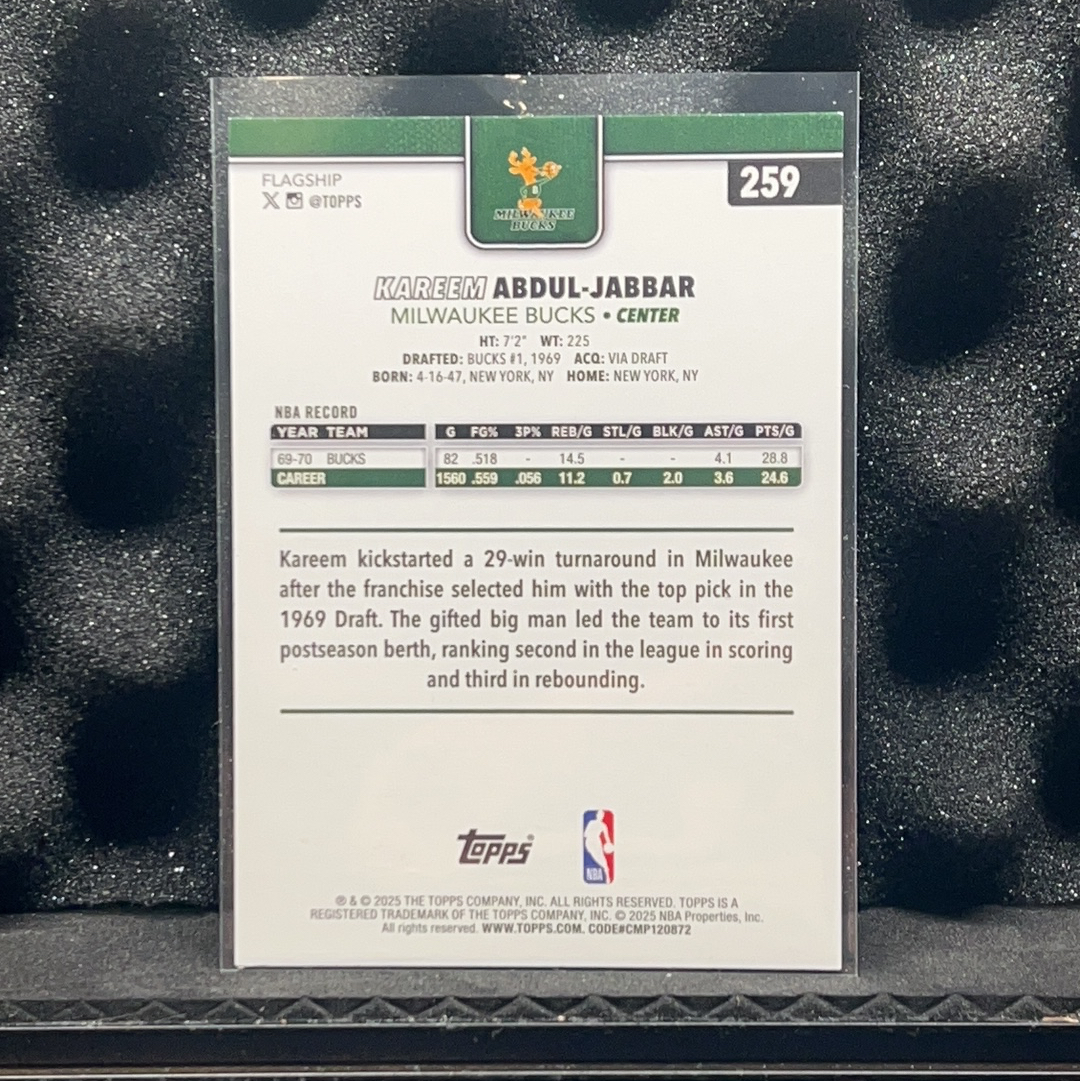 FLAGSHIP
@TOPPS
MILWAUKEE
BUCKS
259
KAREEM ABDUL-JABBAR
MILWAUKEE BUCKS • CENTER
HT: 7'2" WT: 225
DRAFTED: BUCKS #1, 1969 ACQ: VIA DRAFT
BORN: 4-16-47, NEW YORK, NY HOME: NEW YORK, NY
NBA RECORD
YEAR TEAM G FG% 3P% REB/G STL/G BLK/G AST/G PTS/G
69-70 BUCKS 82 .518 - 14.5 - - 4.1 28.8
CAREER 1560 .559 .056 11.2 0.7 2.0 3.6 24.6
Kareem kickstarted a 29-win turnaround in Milwaukee
after the franchise selected him with the top pick in the
1969 Draft. The gifted big man led the team to its first
postseason berth, ranking second in the league in scoring
and third in rebounding.
Topps®
NBA
® & © 2025 THE TOPPS COMPANY, INC. ALL RIGHTS RESERVED. TOPPS IS A
REGISTERED TRADEMARK OF THE TOPPS COMPANY, INC. © 2025 NBA Properties, Inc.
All rights reserved. WWW.TOPPS.COM. CODE#CMP120872